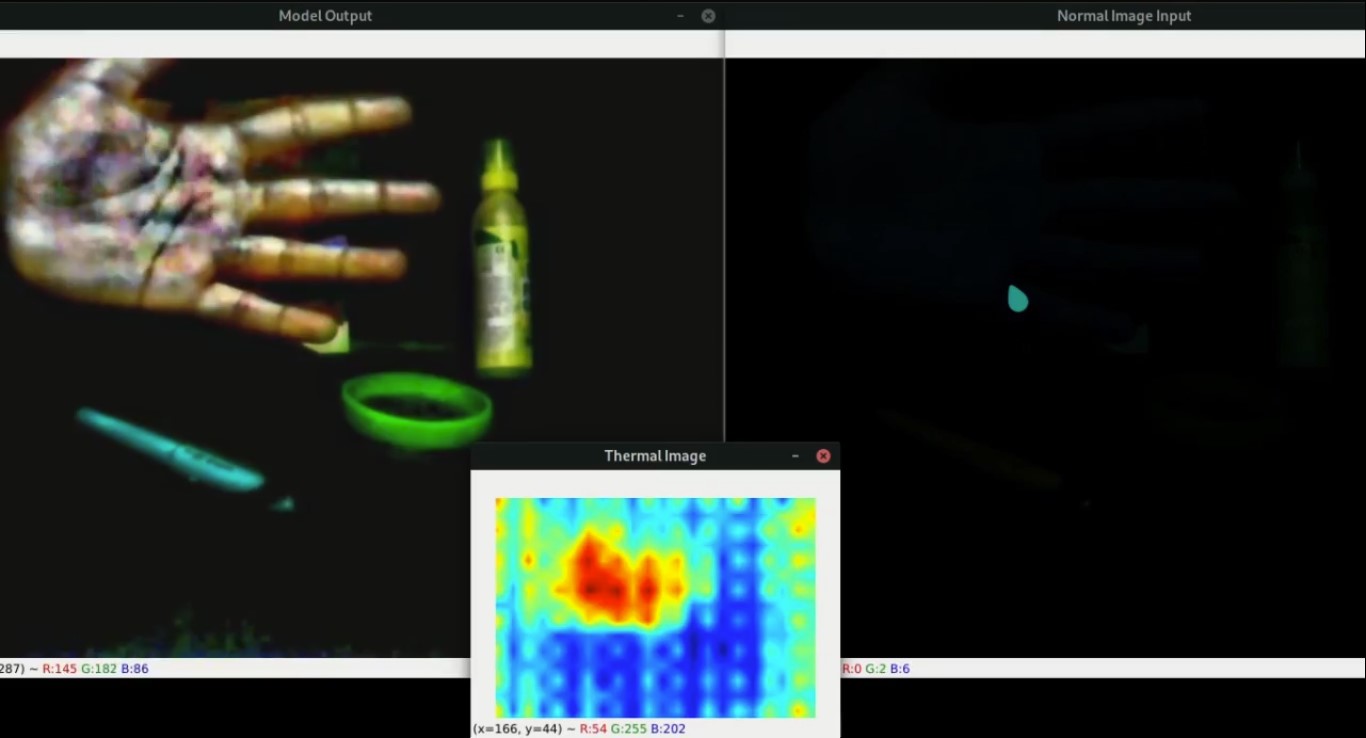 Model Output
Normal Image Input
Thermal Image
287) ~ R:145 G:182 B:86
R:0 G:2 B:6
(x=166, y=44) ~ R:54 G:255 B:202